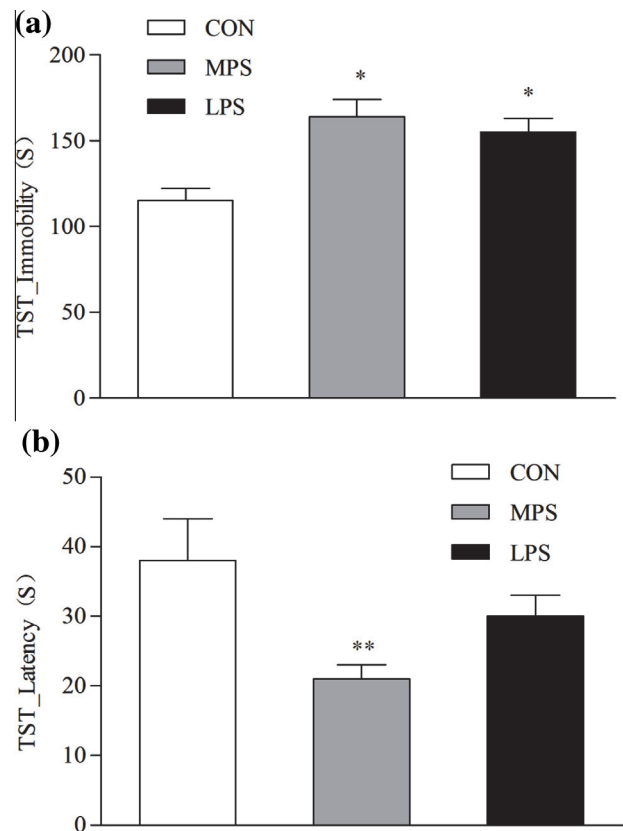 (a)
CON
MPS
LPS
200
150
100
50
0
TST_Immobility (S)
*
*
(b)
CON
MPS
LPS
50
40
30
20
10
0
TST_Latency (S)
**